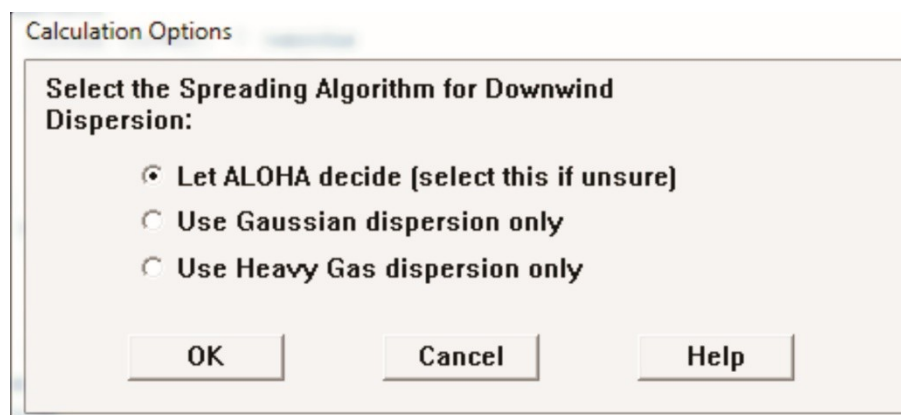 Calculation Options
Select the Spreading Algorithm for Downwind
Dispersion:
Let ALOHA decide (select this if unsure)
Use Gaussian dispersion only
Use Heavy Gas dispersion only
OK Cancel Help